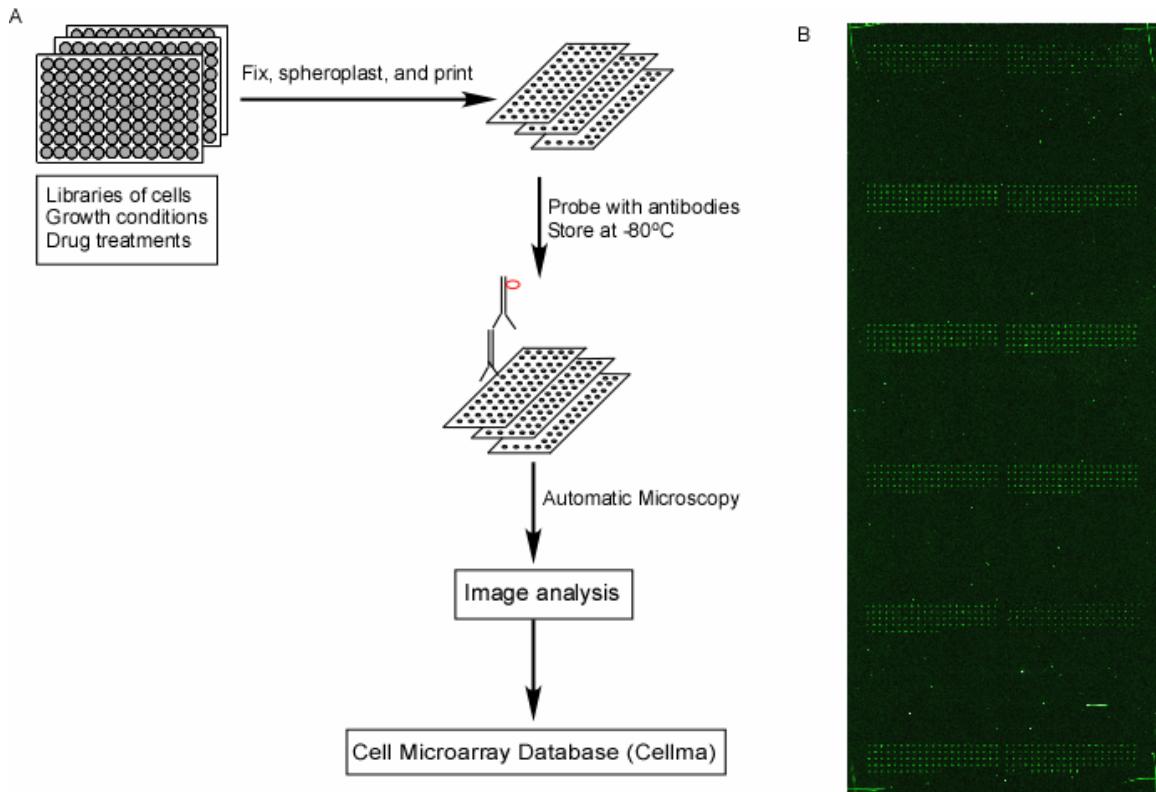 A
Fix, spheroplast, and print
Libraries of cells
Growth conditions
Drug treatments
Probe with antibodies
Store at -80ºC
Automatic Microscopy
Image analysis
Cell Microarray Database (Cellma)
B